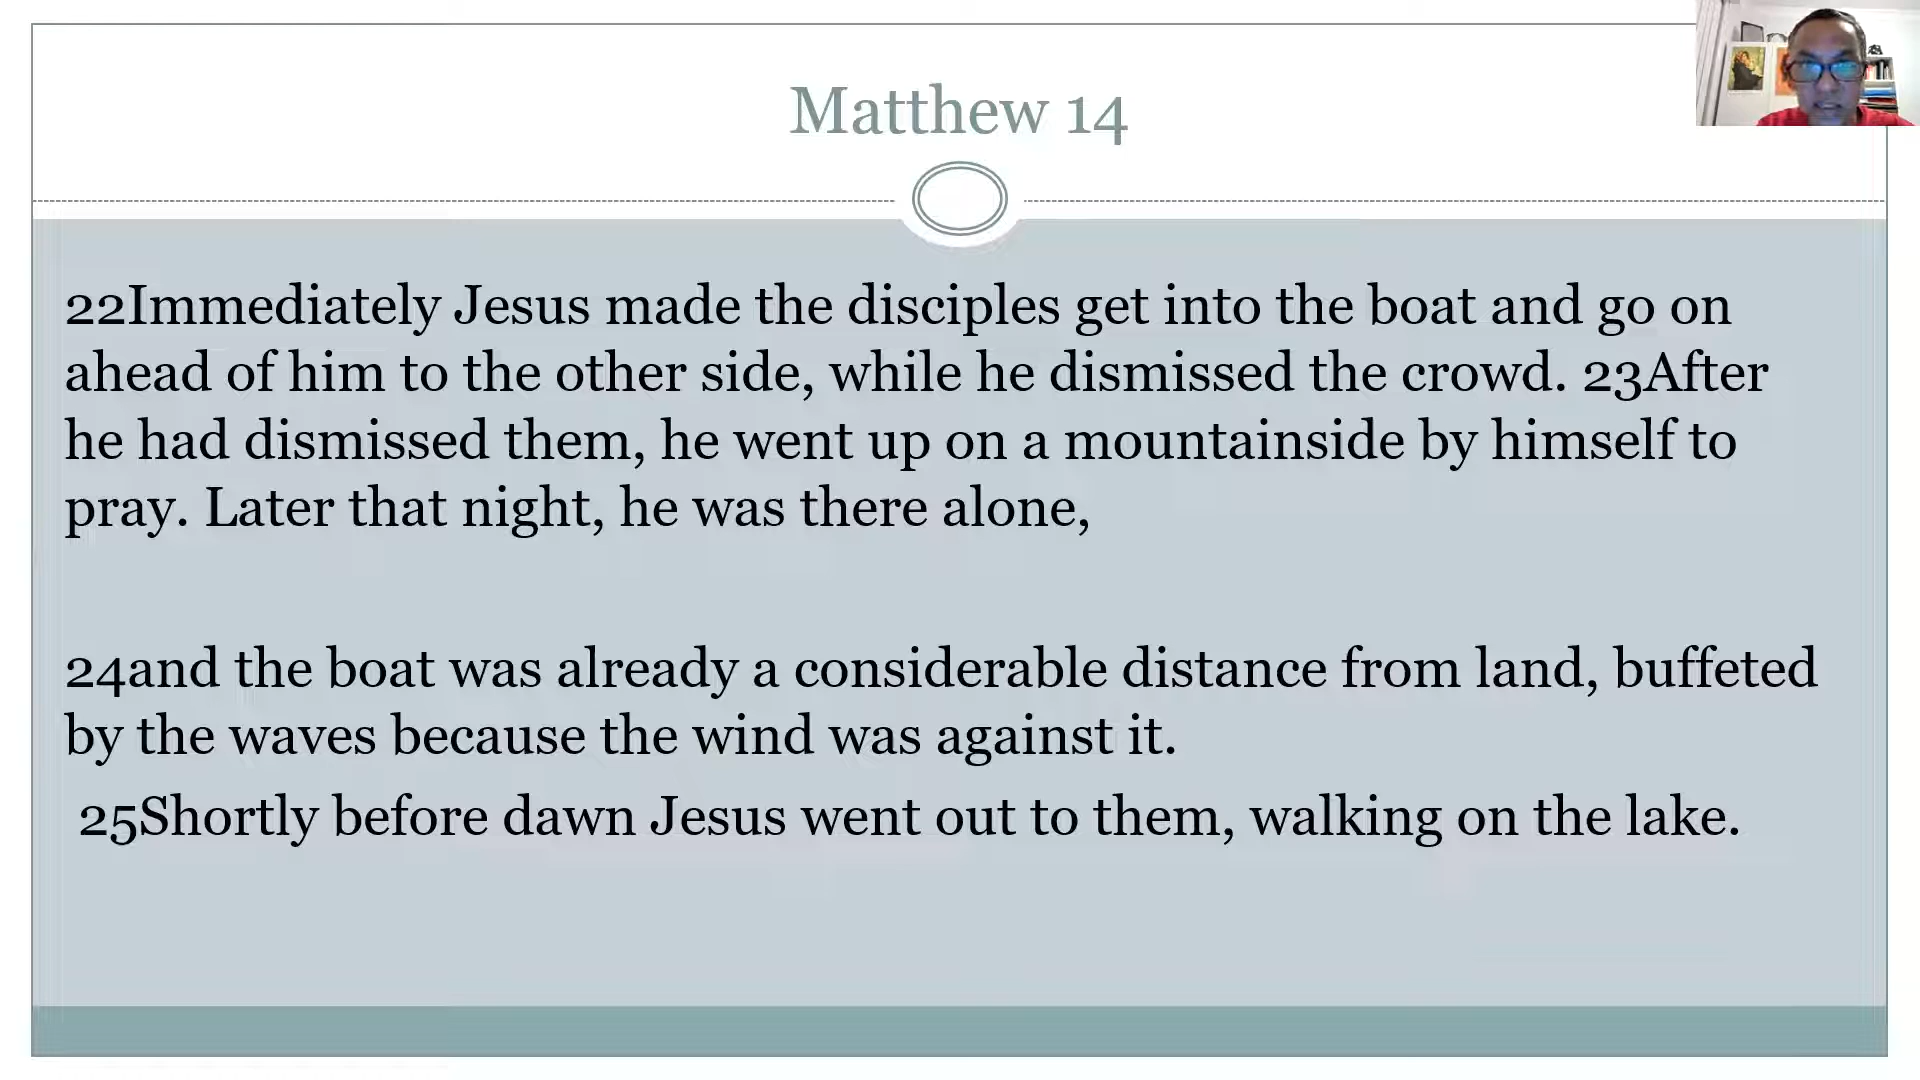 Matthew 14
22Immediately Jesus made the disciples get into the boat and go on
ahead of him to the other side, while he dismissed the crowd. 23After
he had dismissed them, he went up on a mountainside by himself to
pray. Later that night, he was there alone,
24and the boat was already a considerable distance from land, buffeted
by the waves because the wind was against it.
25Shortly before dawn Jesus went out to them, walking on the lake.